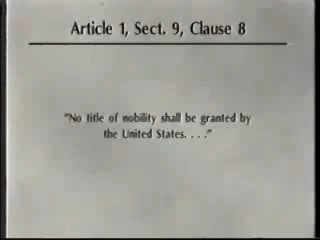 Article 1, Sect. 9, Clause 8
"No title of nobility shall be granted by
the United States. . . ."